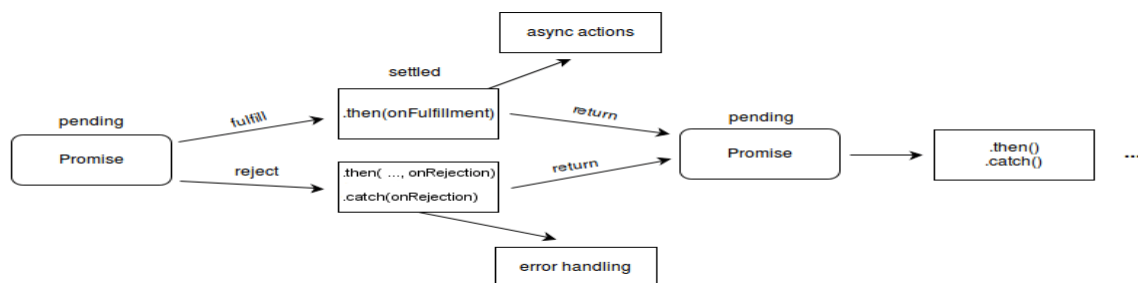 async actions
settled
.then(onFulfillment)
fulfill
return
pending
Promise
pending
Promise
.then()
.catch()
...
reject
.then( ..., onRejection)
.catch(onRejection)
return
error handling